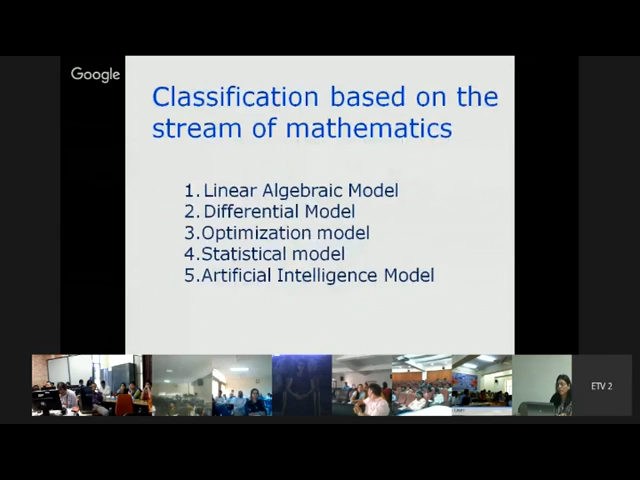 Google
Classification based on the
stream of mathematics
1. Linear Algebraic Model
2. Differential Model
3.Optimization model
4.Statistical model
5.Artificial Intelligence Model
ETV 2